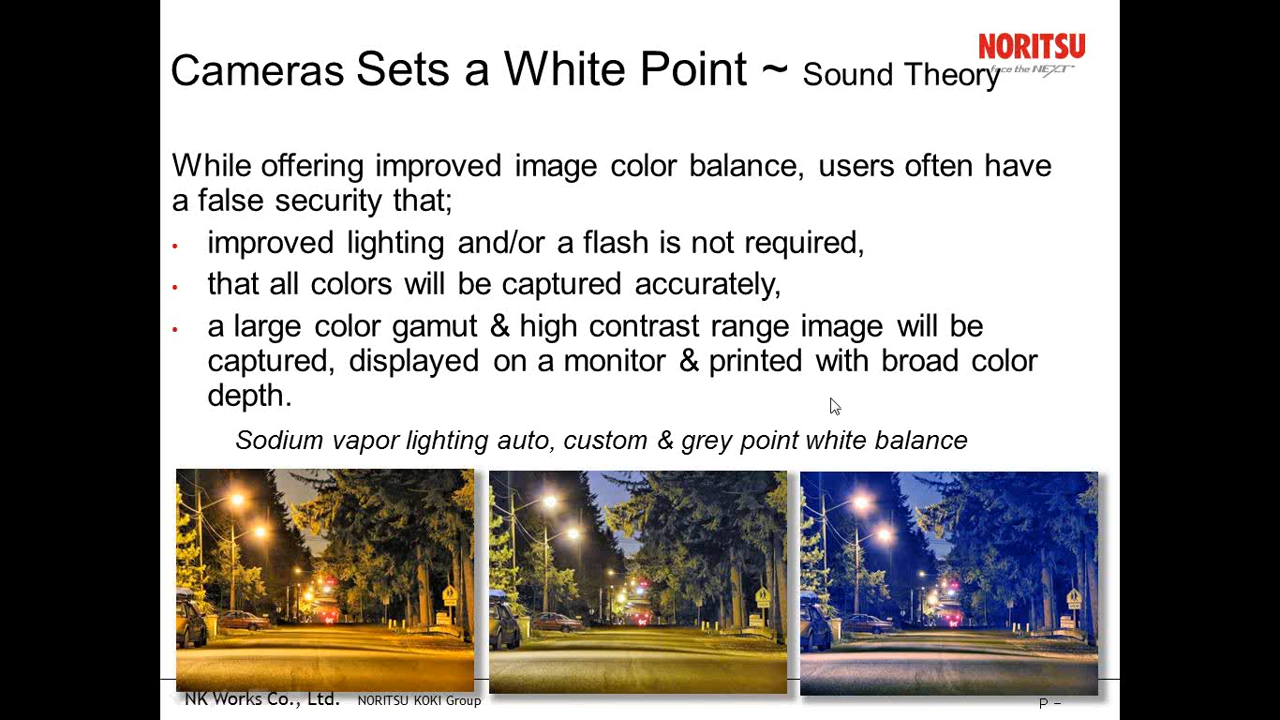 NORITSU
Cameras Sets a White Point ~ Sound Theory
face the NEXT™
While offering improved image color balance, users often have
a false security that;
• improved lighting and/or a flash is not required,
• that all colors will be captured accurately,
• a large color gamut & high contrast range image will be
captured, displayed on a monitor & printed with broad color
depth.
Sodium vapor lighting auto, custom & grey point white balance
NK Works Co., Ltd. NORITSU KOKI Group
P –